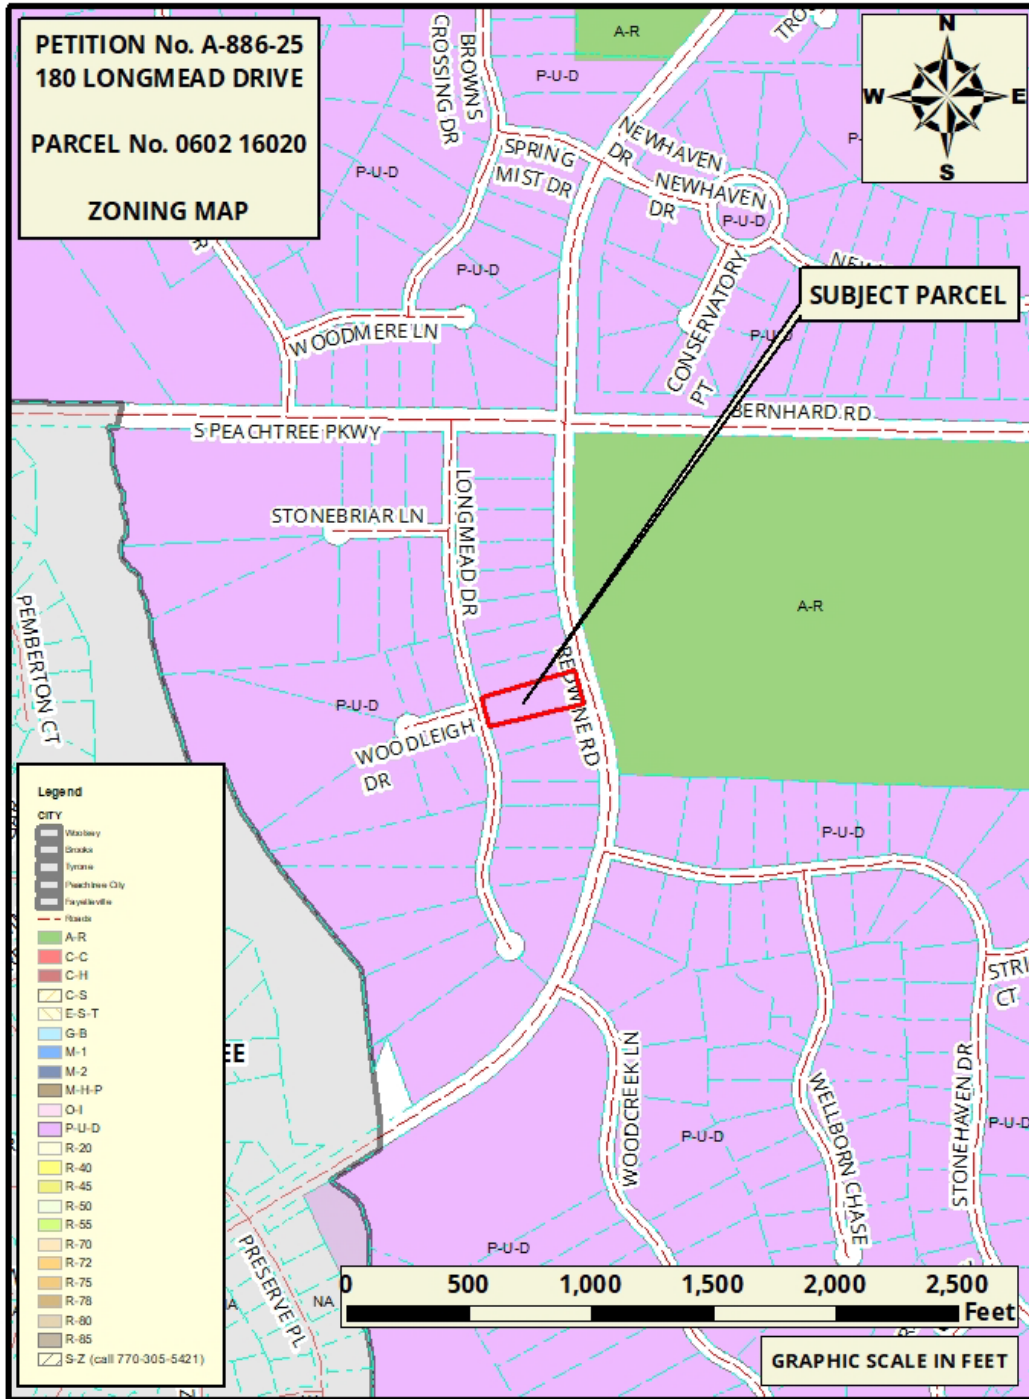 PETITION No. A-886-25
180 LONGMEAD DRIVE
PARCEL No. 0602 16020
ZONING MAP
N
W
E
S
A-R
P-U-D
BROWNS
CROSSING DR
P-U-D
SPRING
MIST DR
NEWHAVEN
DR
NEWHAVEN
DR
P-U-D
P-U-D
WOODMERE LN
CONSERVATORY
PT
P-U-D
SUBJECT PARCEL
BERNHARD RD
S PEACHTREE PKWY
STONEBRIAR LN
LONGMEAD DR
A-R
PEMBERTON CT
REDWINE RD
P-U-D
WOODLEIGH
DR
P-U-D
Legend
CITY
Woolsey
Brooks
Tyrone
Peachtree City
Fayetteville
Roads
A-R
C-C
C-H
C-S
E-S-T
G-B
M-1
M-2
M-H-P
O-I
P-U-D
R-20
R-40
R-45
R-50
R-55
R-70
R-72
R-75
R-78
R-80
R-85
S-Z (call 770-305-5421)
EE
STRI
CT
WOODCREEK LN
WELLBORN CHASE
STONEHAVEN DR
P-U-D
P-U-D
P-U-D
PRESERVE PL
NA
NA
0 500 1,000 1,500 2,000 2,500
Feet
GRAPHIC SCALE IN FEET